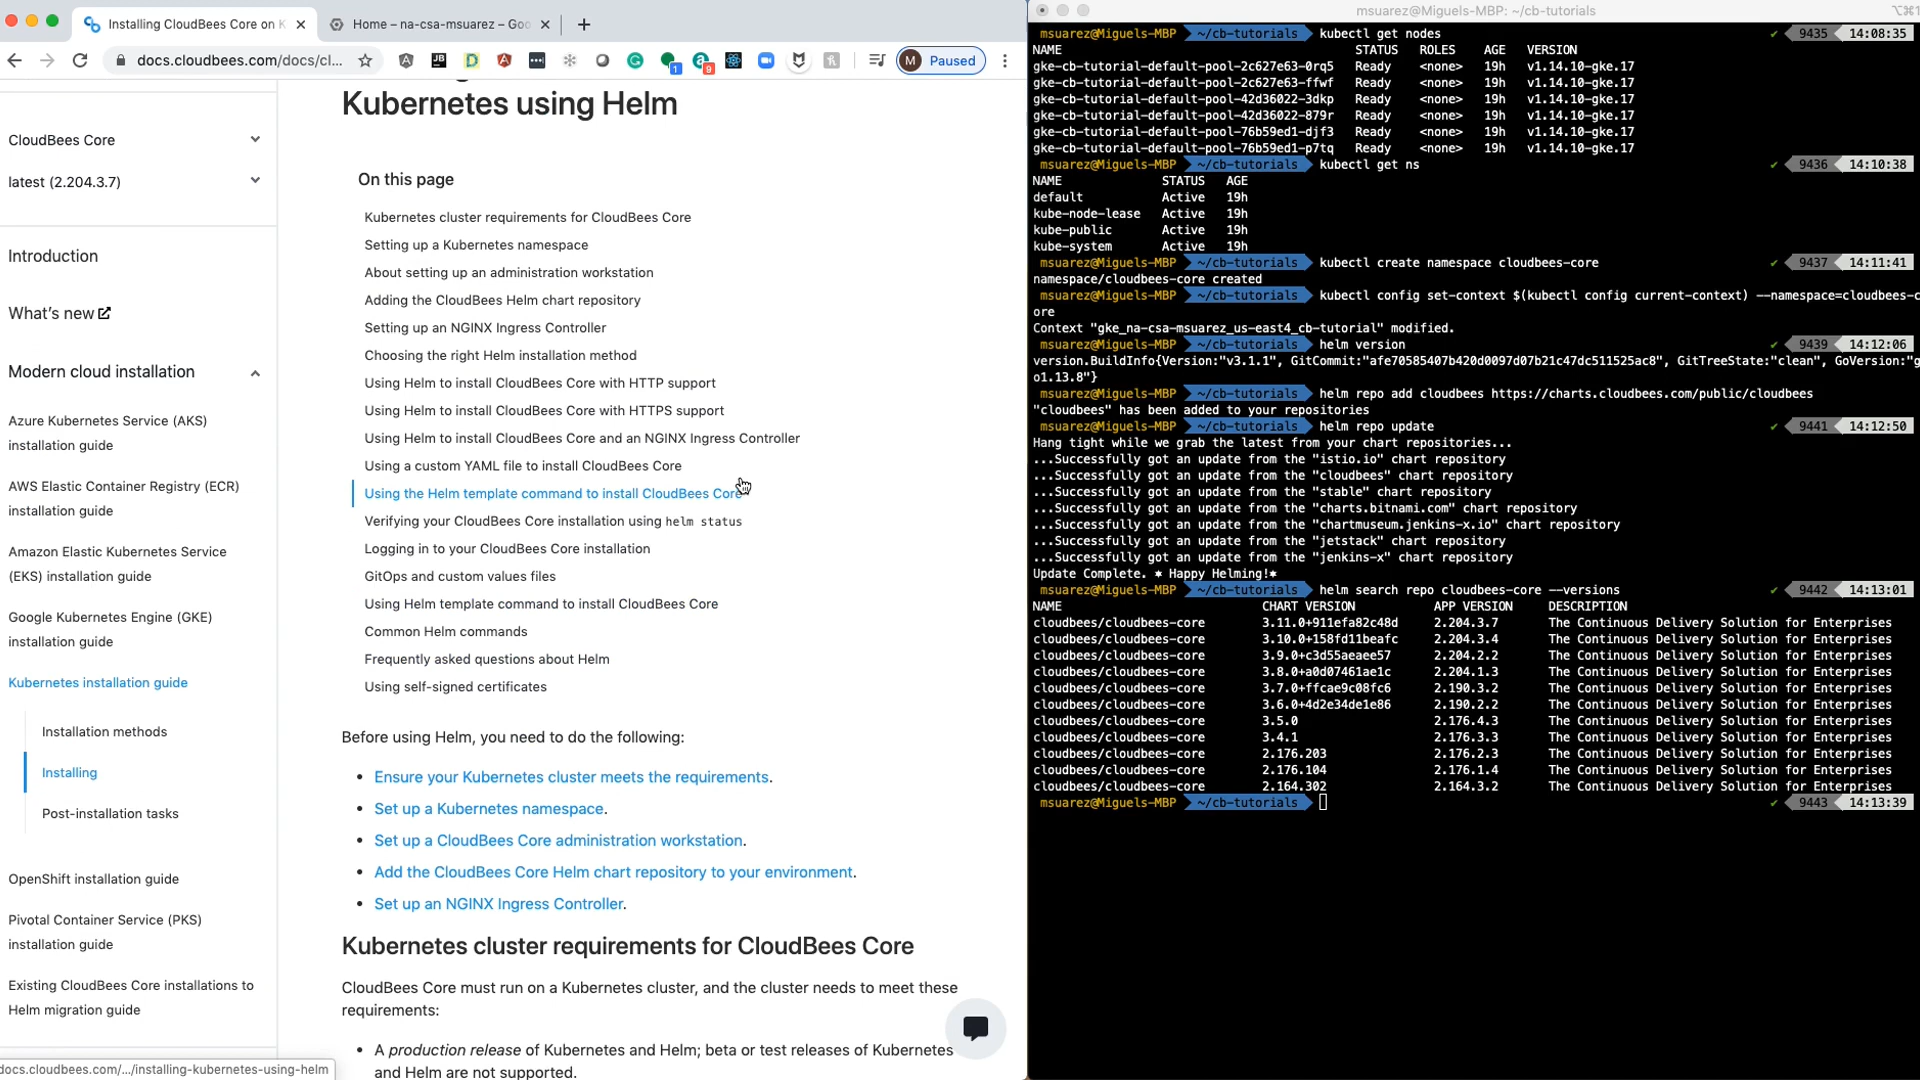 Installing CloudBees Core on K
Home – na-csa-msuarez – Goo
docs.cloudbees.com/docs/cl...
1
9
M Paused
CloudBees Core
latest (2.204.3.7)
Introduction
What's new
Modern cloud installation
Azure Kubernetes Service (AKS)
installation guide
AWS Elastic Container Registry (ECR)
installation guide
Amazon Elastic Kubernetes Service
(EKS) installation guide
Google Kubernetes Engine (GKE)
installation guide
Kubernetes installation guide
Installation methods
Installing
Post-installation tasks
OpenShift installation guide
Pivotal Container Service (PKS)
installation guide
Existing CloudBees Core installations to
Helm migration guide
docs.cloudbees.com/.../installing-kubernetes-using-helm
Kubernetes using Helm
On this page
Kubernetes cluster requirements for CloudBees Core
Setting up a Kubernetes namespace
About setting up an administration workstation
Adding the CloudBees Helm chart repository
Setting up an NGINX Ingress Controller
Choosing the right Helm installation method
Using Helm to install CloudBees Core with HTTP support
Using Helm to install CloudBees Core with HTTPS support
Using Helm to install CloudBees Core and an NGINX Ingress Controller
Using a custom YAML file to install CloudBees Core
Using the Helm template command to install CloudBees Core
Verifying your CloudBees Core installation using helm status
Logging in to your CloudBees Core installation
GitOps and custom values files
Using Helm template command to install CloudBees Core
Common Helm commands
Frequently asked questions about Helm
Using self-signed certificates
Before using Helm, you need to do the following:
• Ensure your Kubernetes cluster meets the requirements.
• Set up a Kubernetes namespace.
• Set up a CloudBees Core administration workstation.
• Add the CloudBees Core Helm chart repository to your environment.
• Set up an NGINX Ingress Controller.
Kubernetes cluster requirements for CloudBees Core
CloudBees Core must run on a Kubernetes cluster, and the cluster needs to meet these
requirements:
• A production release of Kubernetes and Helm; beta or test releases of Kubernetes
and Helm are not supported.
msuarez@Miguels-MBP: ~/cb-tutorials ⌥⌘1
msuarez@Miguels-MBP ~/cb-tutorials kubectl get nodes ✔ 9435 14:08:35
NAME STATUS ROLES AGE VERSION
gke-cb-tutorial-default-pool-2c627e63-0rq5 Ready <none> 19h v1.14.10-gke.17
gke-cb-tutorial-default-pool-2c627e63-ffwf Ready <none> 19h v1.14.10-gke.17
gke-cb-tutorial-default-pool-42d36022-3dkp Ready <none> 19h v1.14.10-gke.17
gke-cb-tutorial-default-pool-42d36022-879r Ready <none> 19h v1.14.10-gke.17
gke-cb-tutorial-default-pool-76b59ed1-djf3 Ready <none> 19h v1.14.10-gke.17
gke-cb-tutorial-default-pool-76b59ed1-p7tq Ready <none> 19h v1.14.10-gke.17
msuarez@Miguels-MBP ~/cb-tutorials kubectl get ns ✔ 9436 14:10:38
NAME STATUS AGE
default Active 19h
kube-node-lease Active 19h
kube-public Active 19h
kube-system Active 19h
msuarez@Miguels-MBP ~/cb-tutorials kubectl create namespace cloudbees-core ✔ 9437 14:11:41
namespace/cloudbees-core created
msuarez@Miguels-MBP ~/cb-tutorials kubectl config set-context $(kubectl config current-context) --namespace=cloudbees-c
ore
Context "gke_na-csa-msuarez_us-east4_cb-tutorial" modified.
msuarez@Miguels-MBP ~/cb-tutorials helm version ✔ 9439 14:12:06
version.BuildInfo{Version:"v3.1.1", GitCommit:"afe70585407b420d0097d07b21c47dc511525ac8", GitTreeState:"clean", GoVersion:"g
o1.13.8"}
msuarez@Miguels-MBP ~/cb-tutorials helm repo add cloudbees https://charts.cloudbees.com/public/cloudbees
"cloudbees" has been added to your repositories
msuarez@Miguels-MBP ~/cb-tutorials helm repo update ✔ 9441 14:12:50
Hang tight while we grab the latest from your chart repositories...
...Successfully got an update from the "istio.io" chart repository
...Successfully got an update from the "cloudbees" chart repository
...Successfully got an update from the "stable" chart repository
...Successfully got an update from the "charts.bitnami.com" chart repository
...Successfully got an update from the "chartmuseum.jenkins-x.io" chart repository
...Successfully got an update from the "jetstack" chart repository
...Successfully got an update from the "jenkins-x" chart repository
Update Complete. ⎈ Happy Helming!⎈
msuarez@Miguels-MBP ~/cb-tutorials helm search repo cloudbees-core --versions ✔ 9442 14:13:01
NAME CHART VERSION APP VERSION DESCRIPTION
cloudbees/cloudbees-core 3.11.0+911efa82c48d 2.204.3.7 The Continuous Delivery Solution for Enterprises
cloudbees/cloudbees-core 3.10.0+158fd11beafc 2.204.3.4 The Continuous Delivery Solution for Enterprises
cloudbees/cloudbees-core 3.9.0+c3d55aeaee57 2.204.2.2 The Continuous Delivery Solution for Enterprises
cloudbees/cloudbees-core 3.8.0+a0d07461ae1c 2.204.1.3 The Continuous Delivery Solution for Enterprises
cloudbees/cloudbees-core 3.7.0+ffcae9c08fc6 2.190.3.2 The Continuous Delivery Solution for Enterprises
cloudbees/cloudbees-core 3.6.0+4d2e34de1e86 2.190.2.2 The Continuous Delivery Solution for Enterprises
cloudbees/cloudbees-core 3.5.0 2.176.4.3 The Continuous Delivery Solution for Enterprises
cloudbees/cloudbees-core 3.4.1 2.176.3.3 The Continuous Delivery Solution for Enterprises
cloudbees/cloudbees-core 2.176.203 2.176.2.3 The Continuous Delivery Solution for Enterprises
cloudbees/cloudbees-core 2.176.104 2.176.1.4 The Continuous Delivery Solution for Enterprises
cloudbees/cloudbees-core 2.164.302 2.164.3.2 The Continuous Delivery Solution for Enterprises
msuarez@Miguels-MBP ~/cb-tutorials ✔ 9443 14:13:39